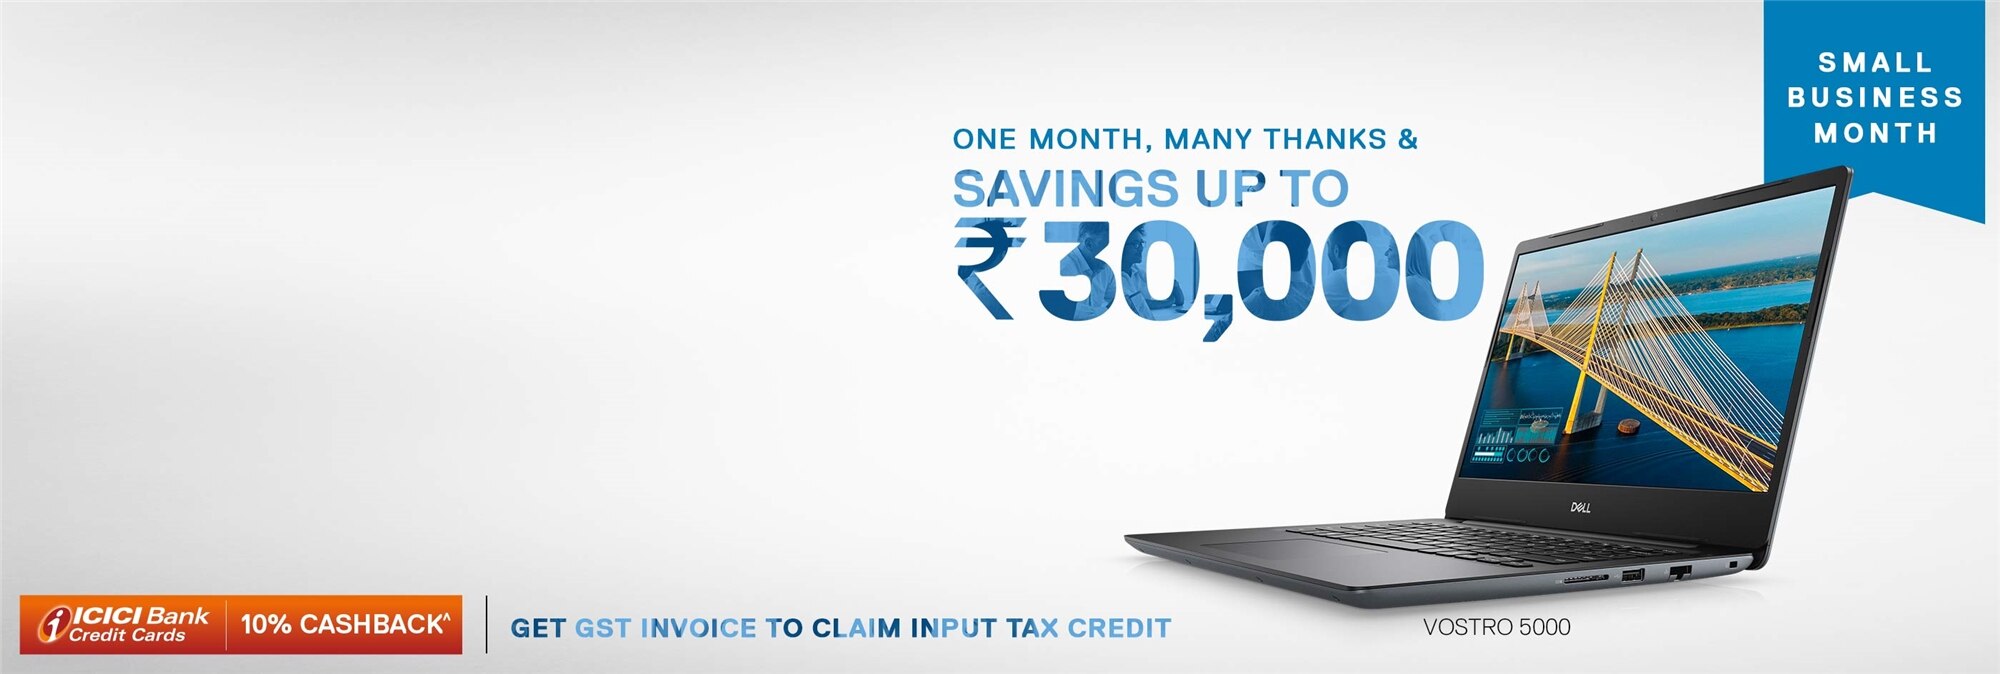 SMALL
BUSINESS
MONTH
ONE MONTH, MANY THANKS &
SAVINGS UP TO
₹30,000
DELL
ICICI Bank
Credit Cards
10% CASHBACK^
GET GST INVOICE TO CLAIM INPUT TAX CREDIT
VOSTRO 5000